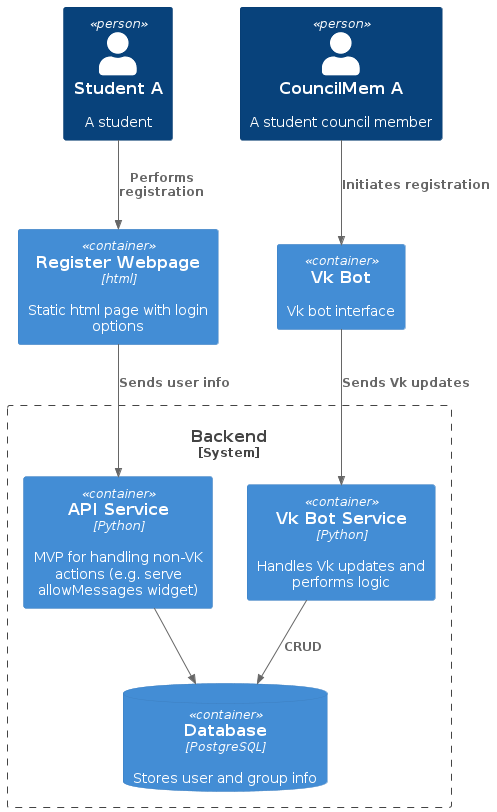 «person»
Student A
A student
«person»
CouncilMem A
A student council member
Performs
registration
Initiates registration
«container»
Register Webpage
[html]
Static html page with login
options
«container»
Vk Bot
Vk bot interface
Sends user info
Sends Vk updates
Backend
[System]
«container»
API Service
[Python]
MVP for handling non-VK
actions (e.g. serve
allowMessages widget)
«container»
Vk Bot Service
[Python]
Handles Vk updates and
performs logic
CRUD
«container»
Database
[PostgreSQL]
Stores user and group info